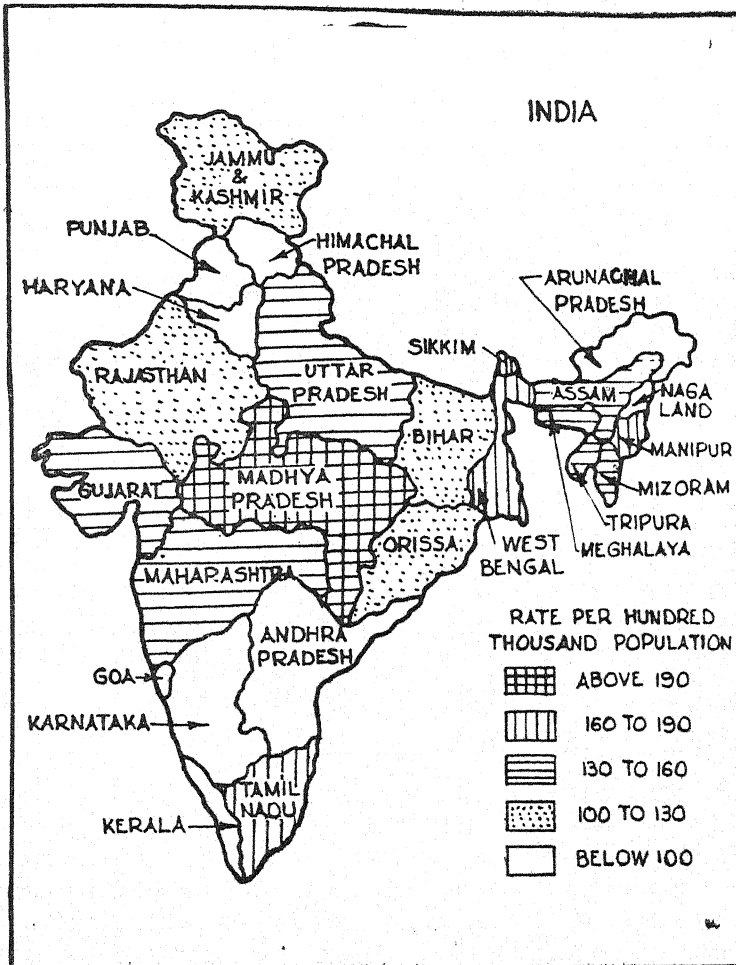 INDIA
JAMMU
&
KASHMIR
PUNJAB
HIMACHAL
PRADESH
HARYANA
ARUNACHAL
PRADESH
SIKKIM
RAJASTHAN
UTTAR
PRADESH
ASSAM
NAGA
LAND
BIHAR
MANIPUR
GUJARAT
MADHYA
PRADESH
MIZORAM
TRIPURA
ORISSA
WEST
BENGAL
MEGHALAYA
MAHARASHTRA
ANDHRA
PRADESH
GOA
KARNATAKA
TAMIL
NADU
KERALA
RATE PER HUNDRED
THOUSAND POPULATION
ABOVE 190
160 TO 190
130 TO 160
100 TO 130
BELOW 100